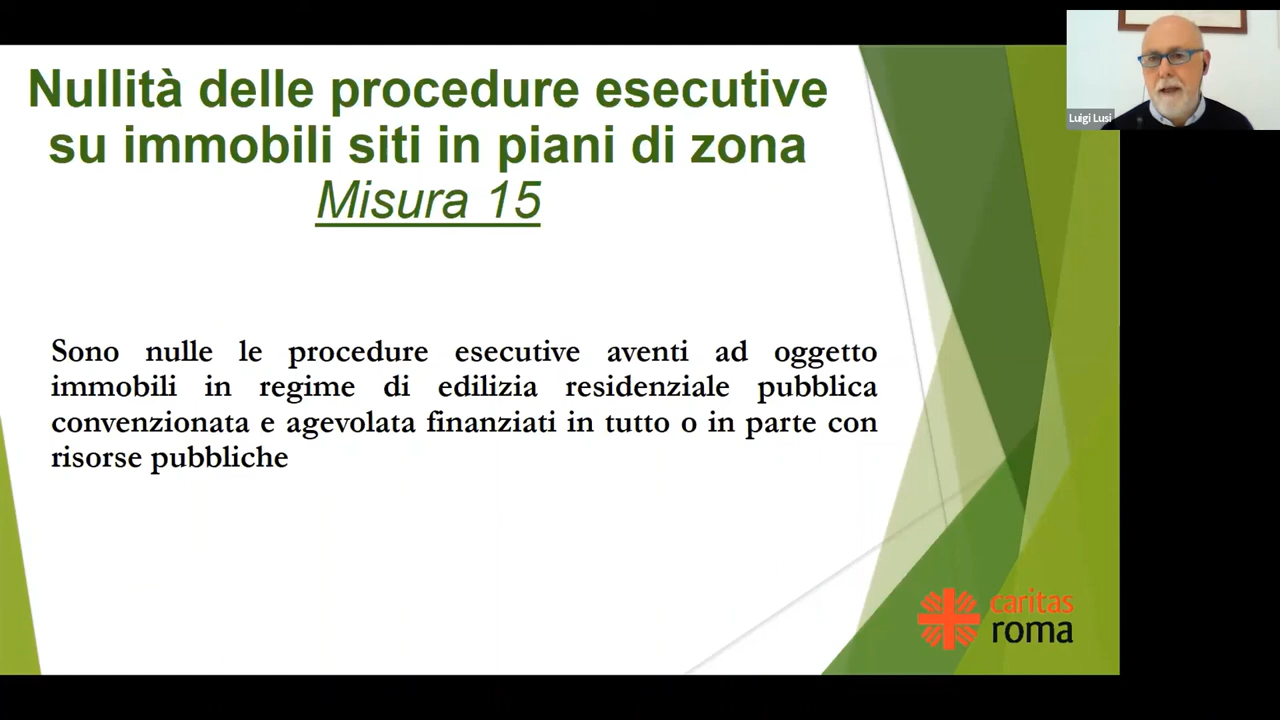 Nullità delle procedure esecutive
su immobili siti in piani di zona
Misura 15
Luigi Lusi
Sono nulle le procedure esecutive aventi ad oggetto
immobili in regime di edilizia residenziale pubblica
convenzionata e agevolata finanziati in tutto o in parte con
risorse pubbliche
caritas
roma